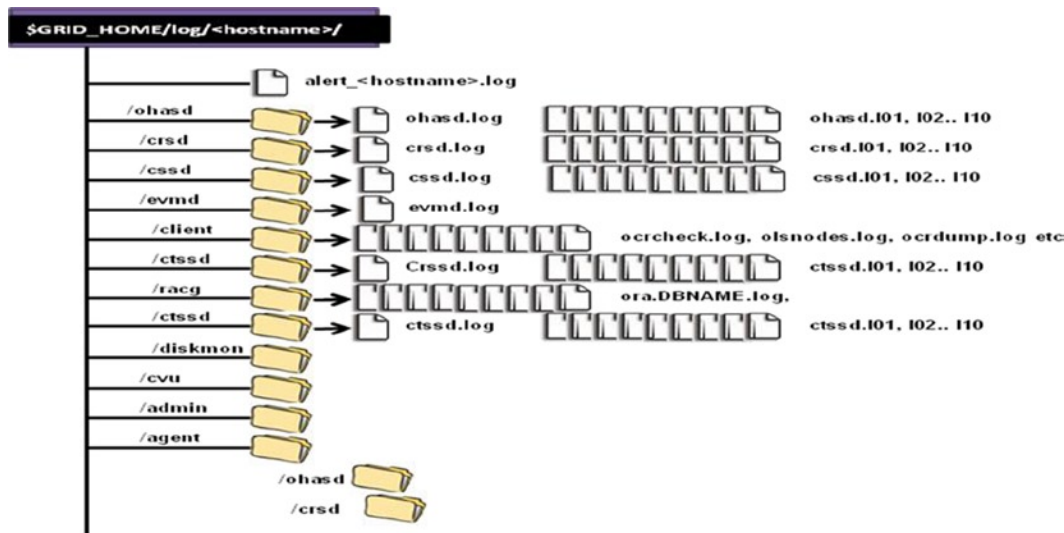 $GRID_HOME/log/<hostname>/
alert_<hostname>.log
/ohasd ohasd.log ohasd.l01, l02.. l10
/crsd crsd.log crsd.l01, l02.. l10
/cssd cssd.log cssd.l01, l02.. l10
/evmd evmd.log
/client ocrcheck.log, olsnodes.log, ocrdump.log etc
/ctssd Crssd.log ctssd.l01, l02.. l10
/racg ora.DBNAME.log,
/ctssd ctssd.log ctssd.l01, l02.. l10
/diskmon
/cvu
/admin
/agent
/ohasd
/crsd